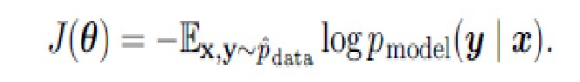 J(θ) = −𝔼x,y∼p̂data log pmodel(y | x).